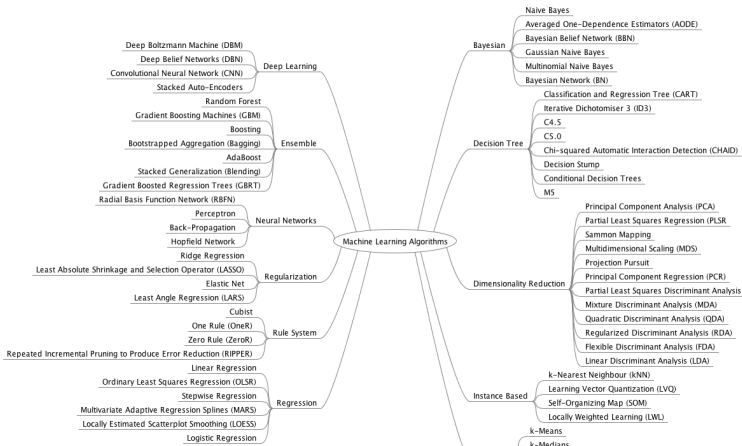 Deep Boltzmann Machine (DBM)
Deep Belief Networks (DBN)
Convolutional Neural Network (CNN)
Stacked Auto-Encoders
Deep Learning
Random Forest
Gradient Boosting Machines (GBM)
Boosting
Bootstrapped Aggregation (Bagging)
AdaBoost
Stacked Generalization (Blending)
Gradient Boosted Regression Trees (GBRT)
Ensemble
Radial Basis Function Network (RBFN)
Perceptron
Back-Propagation
Hopfield Network
Neural Networks
Ridge Regression
Least Absolute Shrinkage and Selection Operator (LASSO)
Elastic Net
Least Angle Regression (LARS)
Regularization
Cubist
One Rule (OneR)
Zero Rule (ZeroR)
Repeated Incremental Pruning to Produce Error Reduction (RIPPER)
Rule System
Linear Regression
Ordinary Least Squares Regression (OLSR)
Stepwise Regression
Multivariate Adaptive Regression Splines (MARS)
Locally Estimated Scatterplot Smoothing (LOESS)
Logistic Regression
Regression
Machine Learning Algorithms
Bayesian
Naive Bayes
Averaged One-Dependence Estimators (AODE)
Bayesian Belief Network (BBN)
Gaussian Naive Bayes
Multinomial Naive Bayes
Bayesian Network (BN)
Decision Tree
Classification and Regression Tree (CART)
Iterative Dichotomiser 3 (ID3)
C4.5
C5.0
Chi-squared Automatic Interaction Detection (CHAID)
Decision Stump
Conditional Decision Trees
M5
Dimensionality Reduction
Principal Component Analysis (PCA)
Partial Least Squares Regression (PLSR
Sammon Mapping
Multidimensional Scaling (MDS)
Projection Pursuit
Principal Component Regression (PCR)
Partial Least Squares Discriminant Analysis
Mixture Discriminant Analysis (MDA)
Quadratic Discriminant Analysis (QDA)
Regularized Discriminant Analysis (RDA)
Flexible Discriminant Analysis (FDA)
Linear Discriminant Analysis (LDA)
Instance Based
k-Nearest Neighbour (kNN)
Learning Vector Quantization (LVQ)
Self-Organizing Map (SOM)
Locally Weighted Learning (LWL)
k-Means
k-Medians